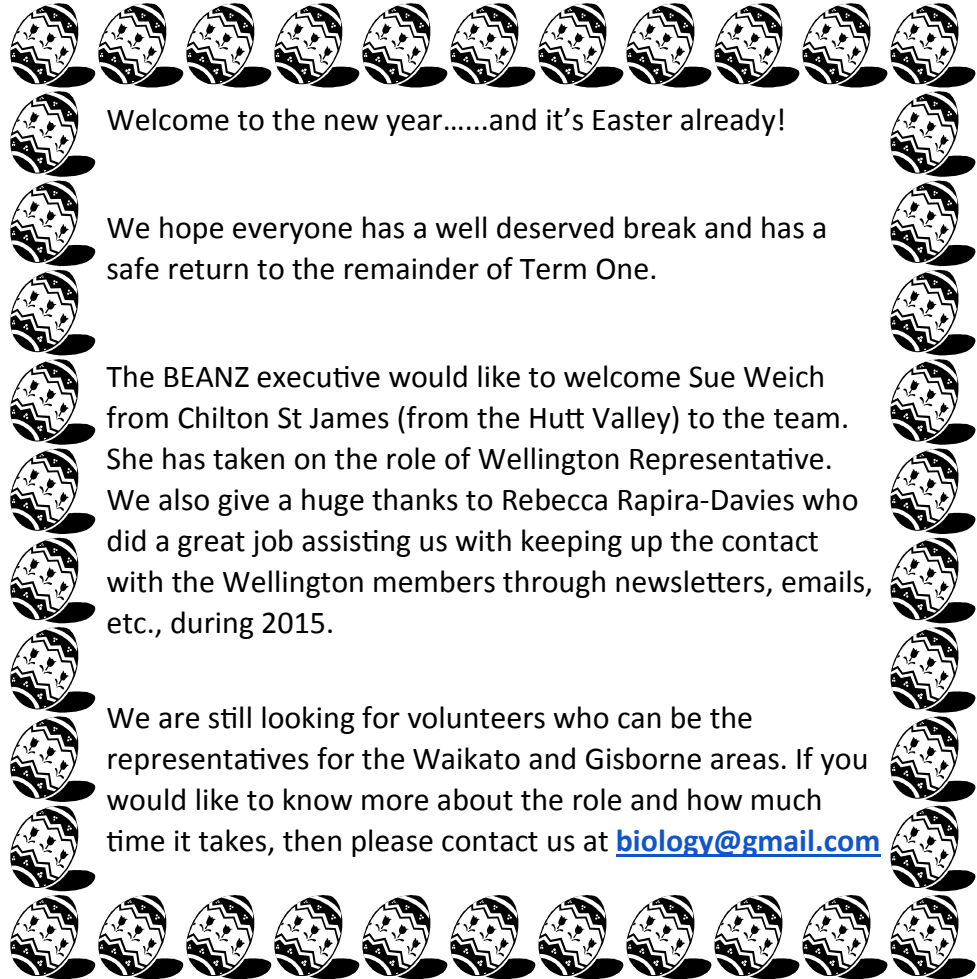 Welcome to the new year…...and it’s Easter already!
We hope everyone has a well deserved break and has a
safe return to the remainder of Term One.
The BEANZ executive would like to welcome Sue Weich
from Chilton St James (from the Hutt Valley) to the team.
She has taken on the role of Wellington Representative.
We also give a huge thanks to Rebecca Rapira-Davies who
did a great job assisting us with keeping up the contact
with the Wellington members through newsletters, emails,
etc., during 2015.
We are still looking for volunteers who can be the
representatives for the Waikato and Gisborne areas. If you
would like to know more about the role and how much
time it takes, then please contact us at biology@gmail.com